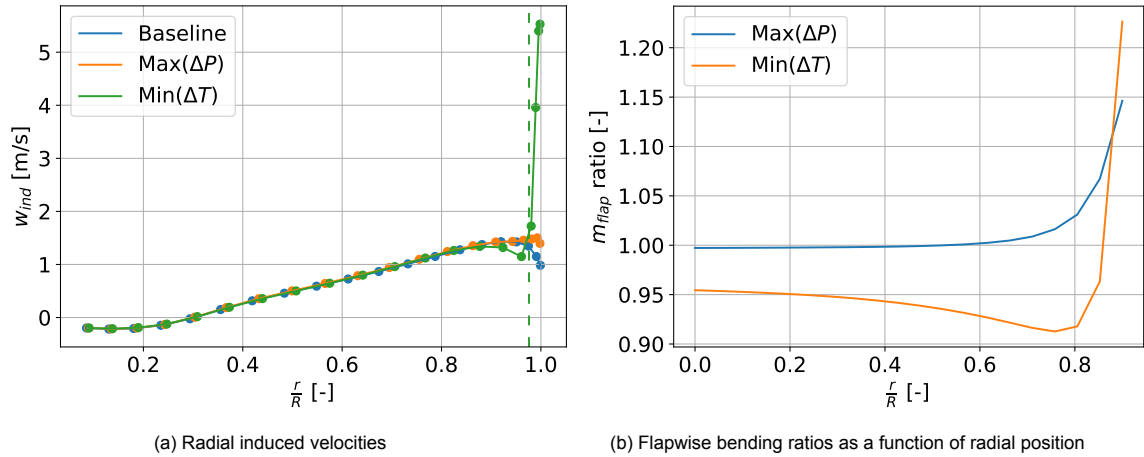 Baseline
Max(ΔP)
Min(ΔT)
5
4
3
2
1
0
w_ind [m/s]
0.2
0.4
0.6
0.8
1.0
r/R [-]
(a) Radial induced velocities
Max(ΔP)
Min(ΔT)
1.20
1.15
1.10
1.05
1.00
0.95
0.90
m_flap ratio [-]
0.0
0.2
0.4
0.6
0.8
r/R [-]
(b) Flapwise bending ratios as a function of radial position